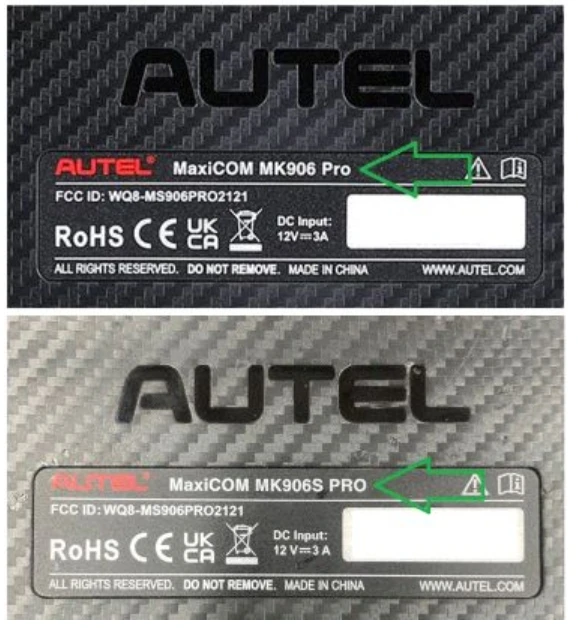 AUTEL
AUTEL® MaxiCOM MK906 Pro
FCC ID: WQ8-MS906PRO2121
RoHS CE UK CA DC Input: 12V⎓3A
ALL RIGHTS RESERVED. DO NOT REMOVE. MADE IN CHINA WWW.AUTEL.COM
AUTEL
AUTEL® MaxiCOM MK906S PRO
FCC ID: WQ8-MS906PRO2121
RoHS CE UK CA DC Input: 12 V⎓3 A
ALL RIGHTS RESERVED. DO NOT REMOVE. MADE IN CHINA WWW.AUTEL.COM